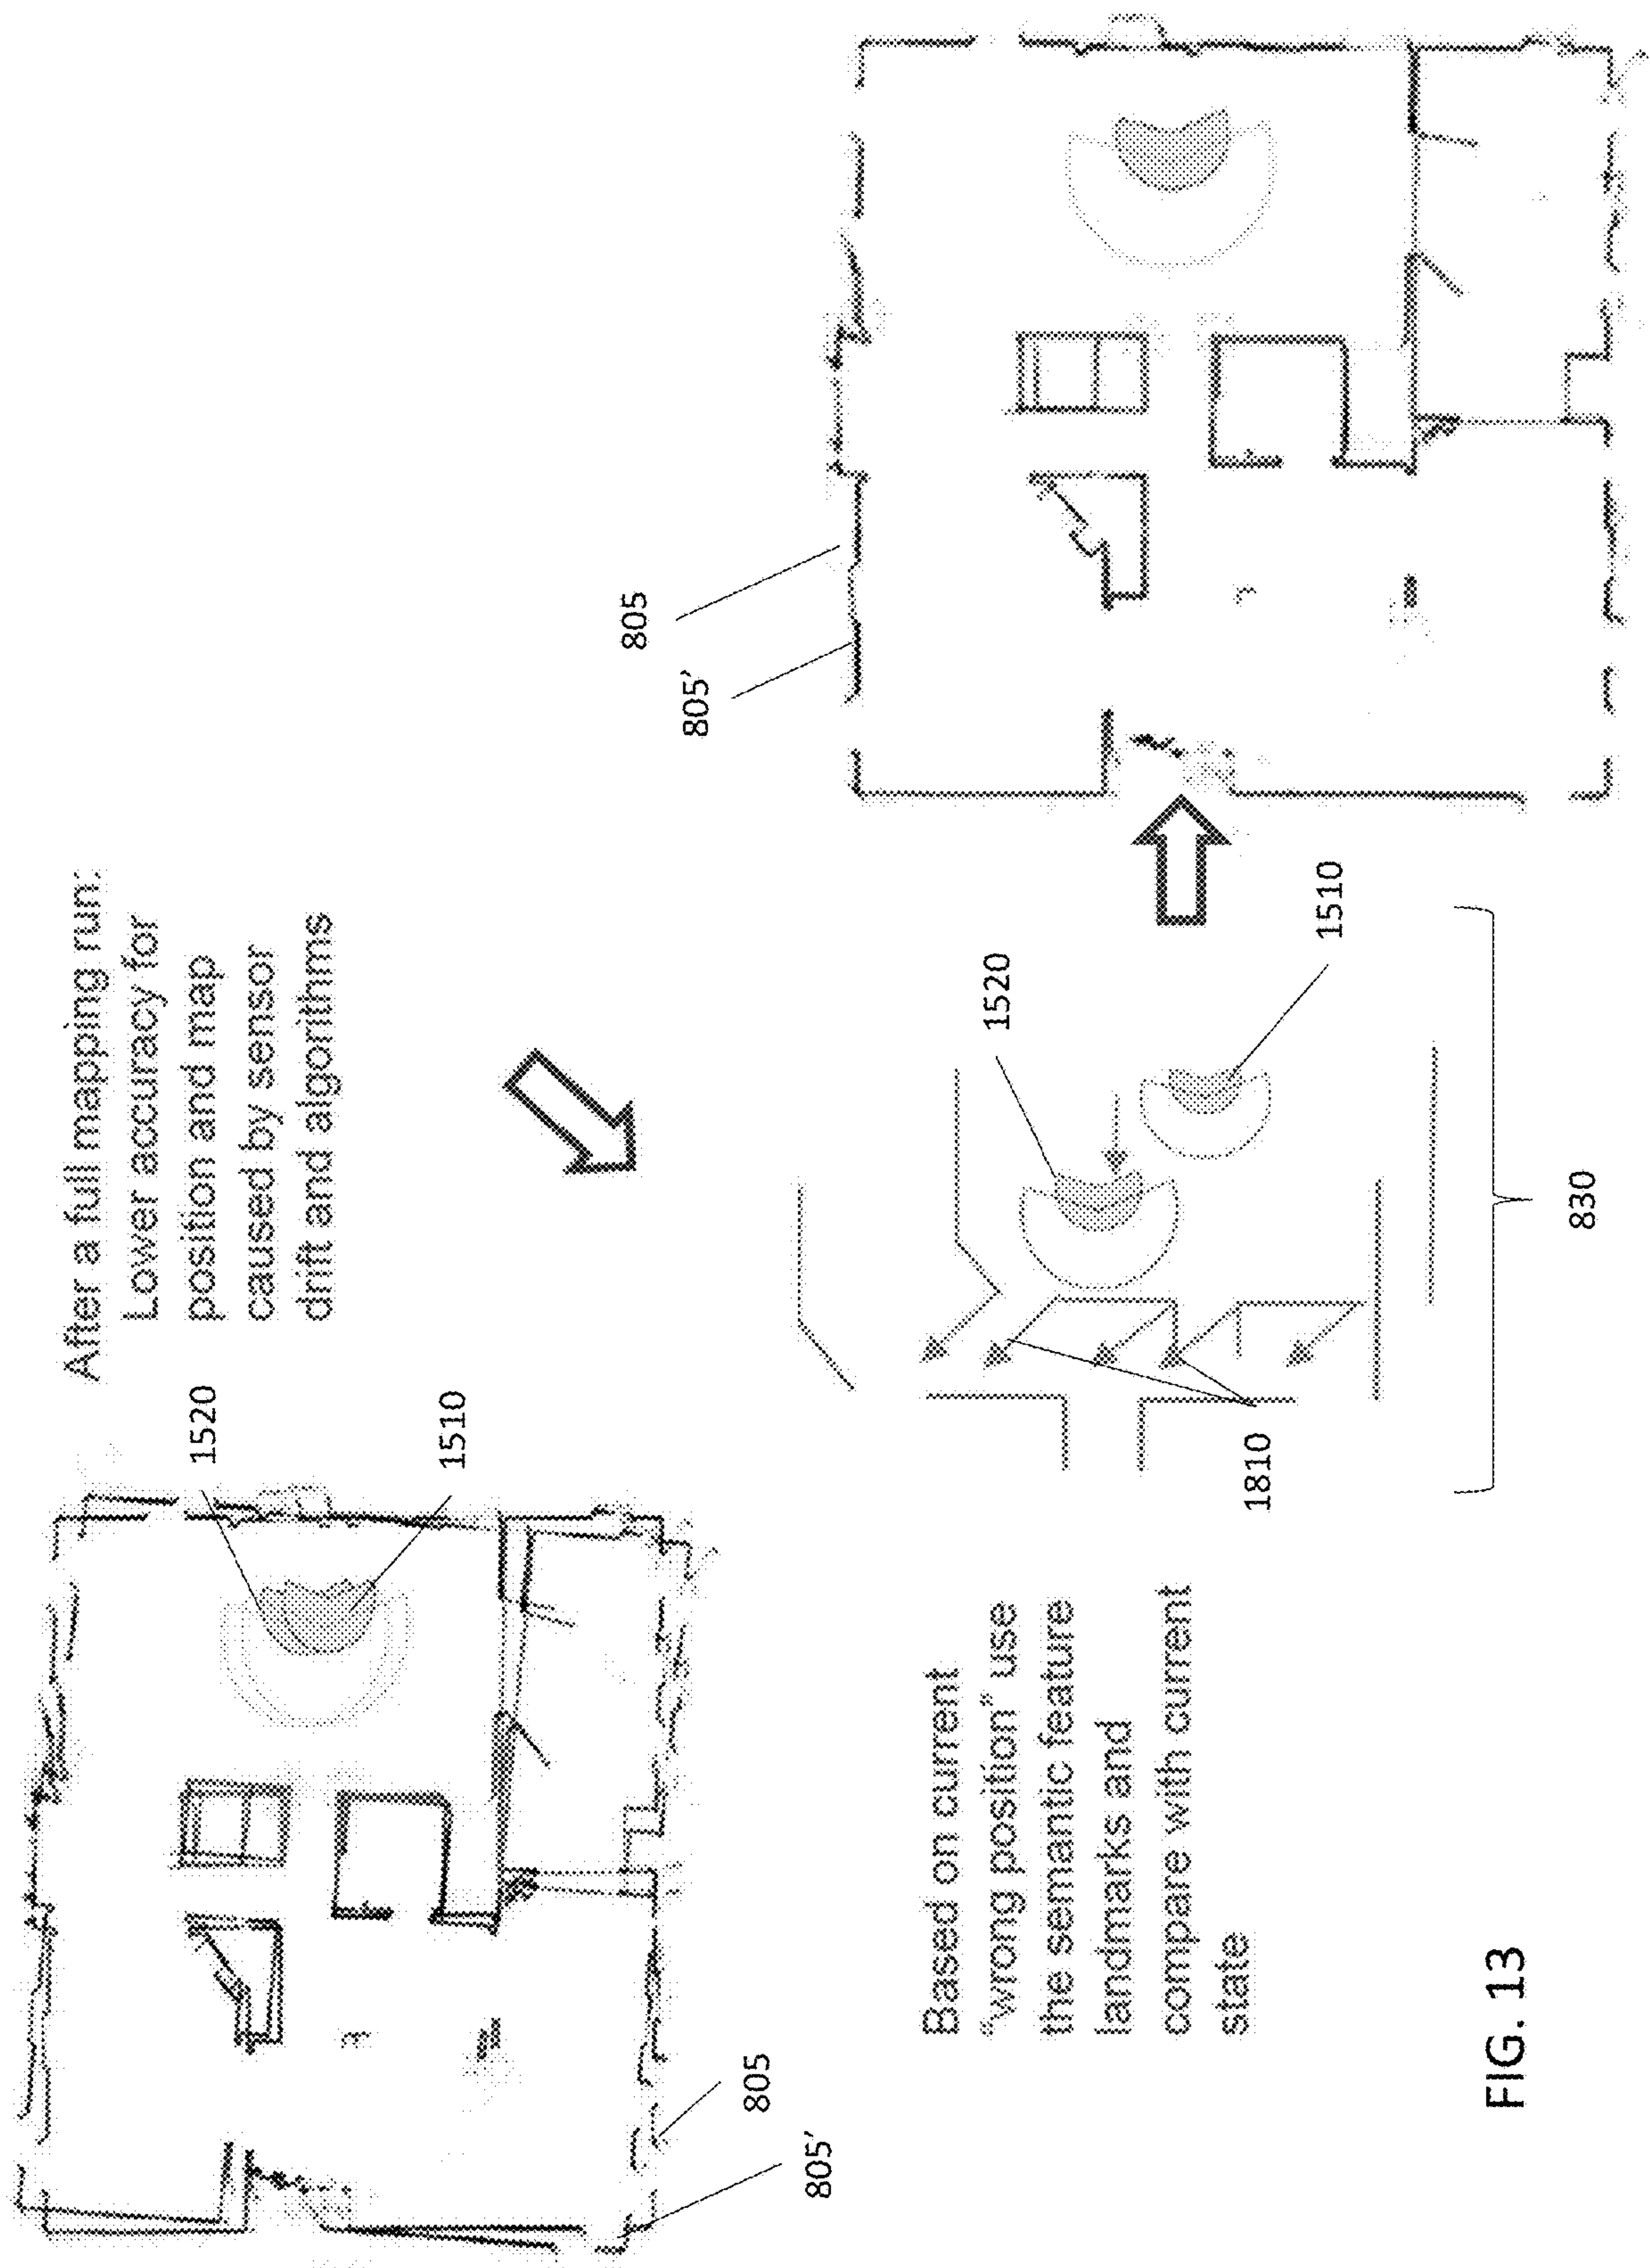 After a full mapping run:
Lower accuracy for
position and map
caused by sensor
drift and algorithms
1520
1510
805
805'
805
805'
Based on current
"wrong position" use
the semantic feature
landmarks and
compare with current
state
1520
1810
1510
830
FIG. 13